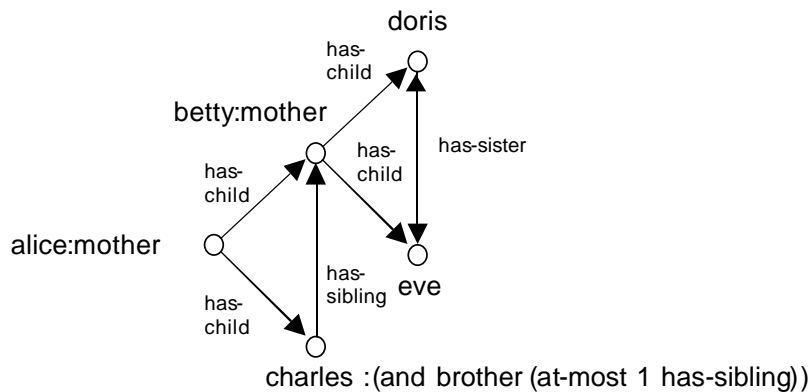 doris
has-
child
betty:mother
has-
child
has-
child
has-sister
alice:mother
has-
child
has-
sibling
eve
charles :(and brother (at-most 1 has-sibling))